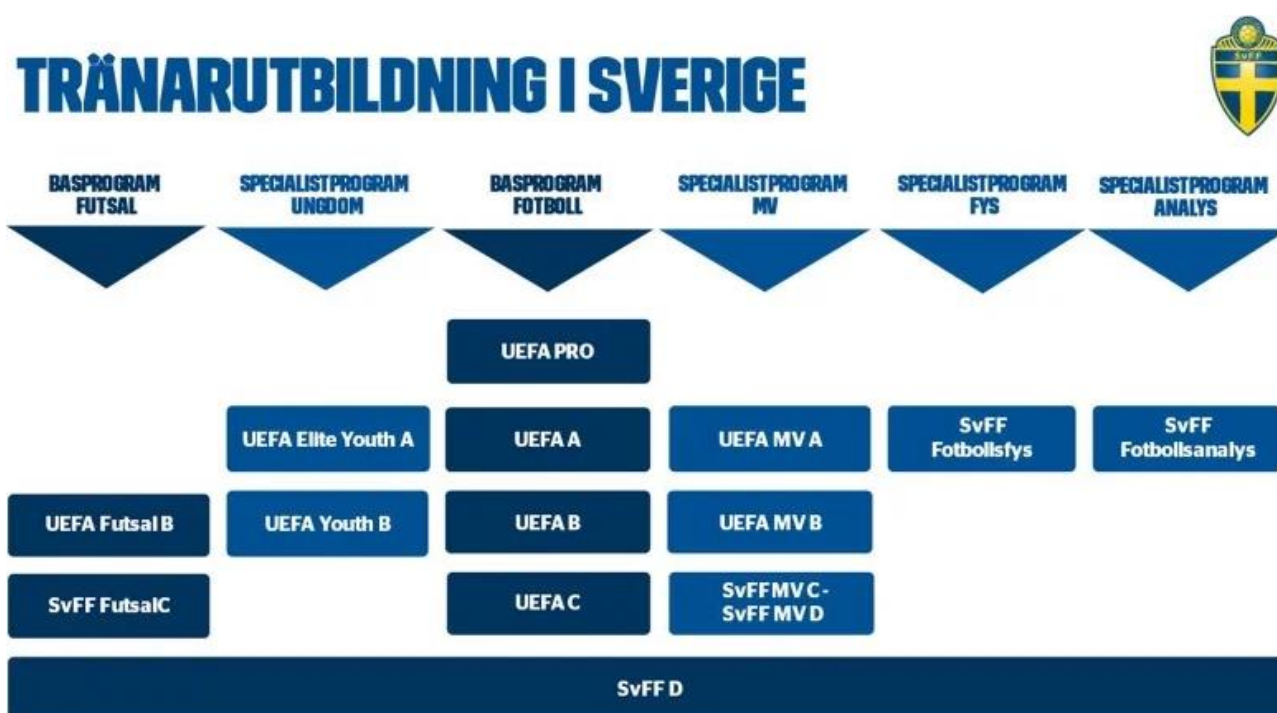 TRÄNARUTBILDNING I SVERIGE
SVFF
BASPROGRAM
FUTSAL
SPECIALISTPROGRAM
UNGDOM
BASPROGRAM
FOTBOLL
SPECIALISTPROGRAM
MV
SPECIALISTPROGRAM
FYS
SPECIALISTPROGRAM
ANALYS
UEFA PRO
UEFA Elite Youth A
UEFA A
UEFA MV A
SvFF
Fotbollsfys
SvFF
Fotbollsanalys
UEFA Futsal B
UEFA Youth B
UEFA B
UEFA MV B
SvFF FutsalC
UEFA C
SvFF MV C -
SvFF MV D
SvFF D